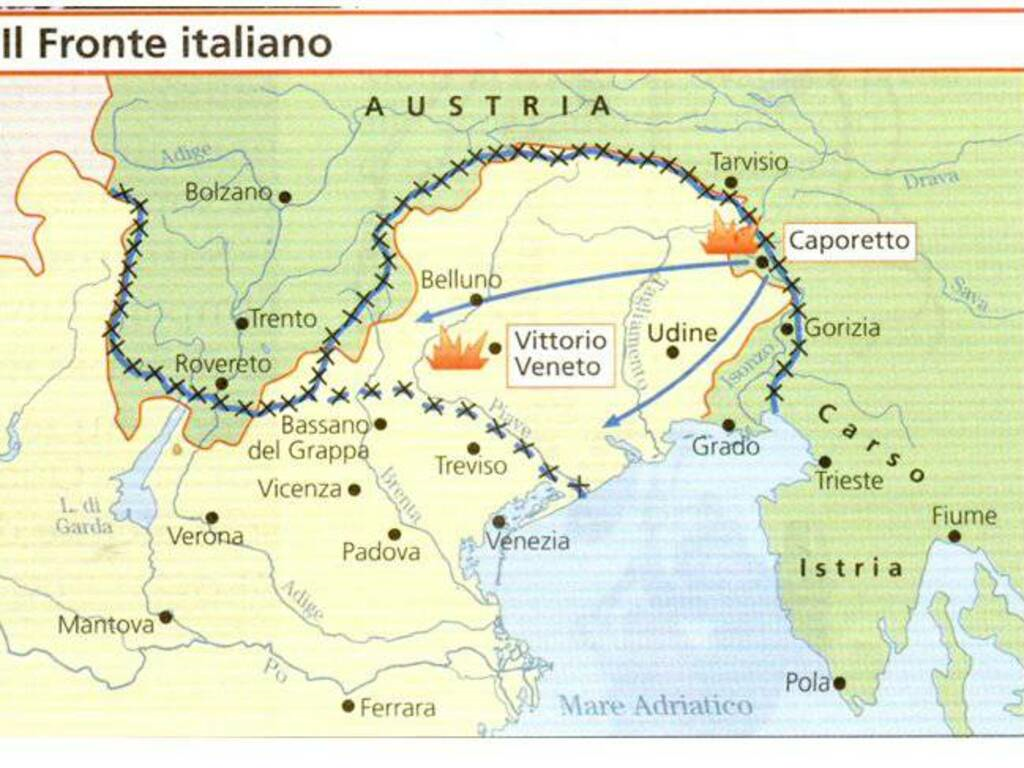 Il Fronte italiano
AUSTRIA
Adige
Tarvisio
Bolzano
Drava
Caporetto
Belluno
Sava
Tagliamento
Trento
Udine
Gorizia
Vittorio
Veneto
Isonzo
Rovereto
Piave
Carso
Bassano
del Grappa
Grado
Treviso
Trieste
Vicenza
Brenta
L. di
Garda
Fiume
Verona
Venezia
Padova
Istria
Adige
Mantova
Po
Pola
Ferrara
Mare Adriatico